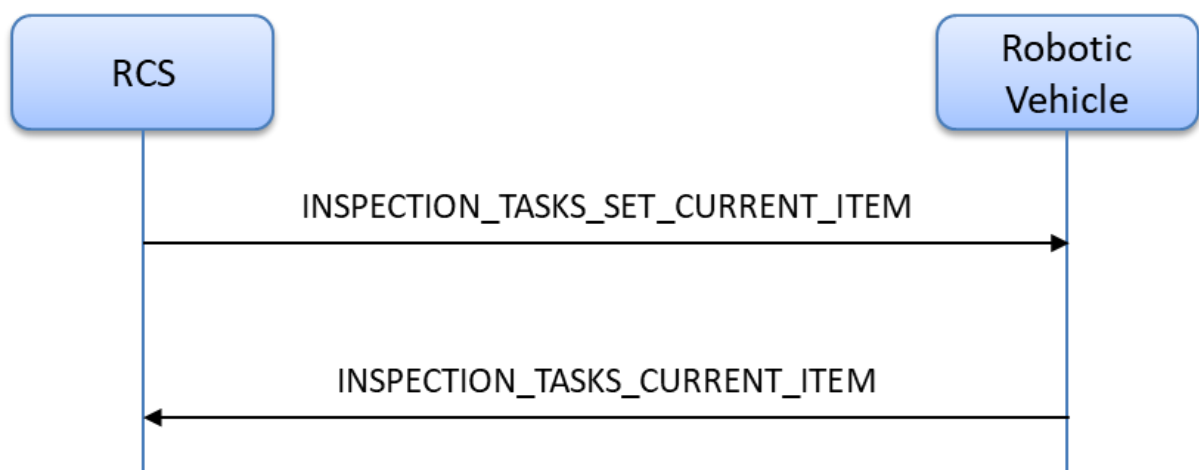 RCS
Robotic
Vehicle
INSPECTION_TASKS_SET_CURRENT_ITEM
INSPECTION_TASKS_CURRENT_ITEM